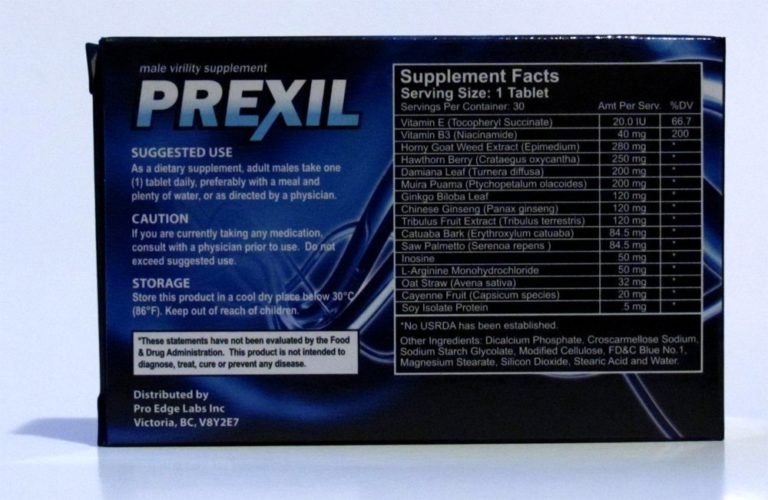 male virility supplement
PREXIL
SUGGESTED USE
As a dietary supplement, adult males take one
(1) tablet daily, preferably with a meal and
plenty of water, or as directed by a physician.
CAUTION
If you are currently taking any medication,
consult with a physician prior to use. Do not
exceed suggested use.
STORAGE
Store this product in a cool dry place below 30°C
(86°F). Keep out of reach of children.
*These statements have not been evaluated by the Food
& Drug Administration. This product is not intended to
diagnose, treat, cure or prevent any disease.
Distributed by
Pro Edge Labs Inc
Victoria, BC, V8Y2E7
Supplement Facts
Serving Size: 1 Tablet
Servings Per Container: 30 Amt Per Serv. %DV
Vitamin E (Tocopheryl Succinate) 20.0 IU 66.7
Vitamin B3 (Niacinamide) 40 mg 200
Horny Goat Weed Extract (Epimedium) 280 mg *
Hawthorn Berry (Crataegus oxycantha) 250 mg *
Damiana Leaf (Turnera diffusa) 200 mg *
Muira Puama (Ptychopetalum olacoides) 200 mg *
Ginkgo Biloba Leaf 120 mg *
Chinese Ginseng (Panax ginseng) 120 mg *
Tribulus Fruit Extract (Tribulus terrestris) 120 mg *
Catuaba Bark (Erythroxylum catuaba) 84.5 mg *
Saw Palmetto (Serenoa repens ) 84.5 mg *
Inosine 50 mg *
L-Arginine Monohydrochloride 50 mg *
Oat Straw (Avena sativa) 32 mg *
Cayenne Fruit (Capsicum species) 20 mg *
Soy Isolate Protein 5 mg *
*No USRDA has been established.
Other Ingredients: Dicalcium Phosphate, Croscarmellose Sodium,
Sodium Starch Glycolate, Modified Cellulose, FD&C Blue No.1,
Magnesium Stearate, Silicon Dioxide, Stearic Acid and Water.